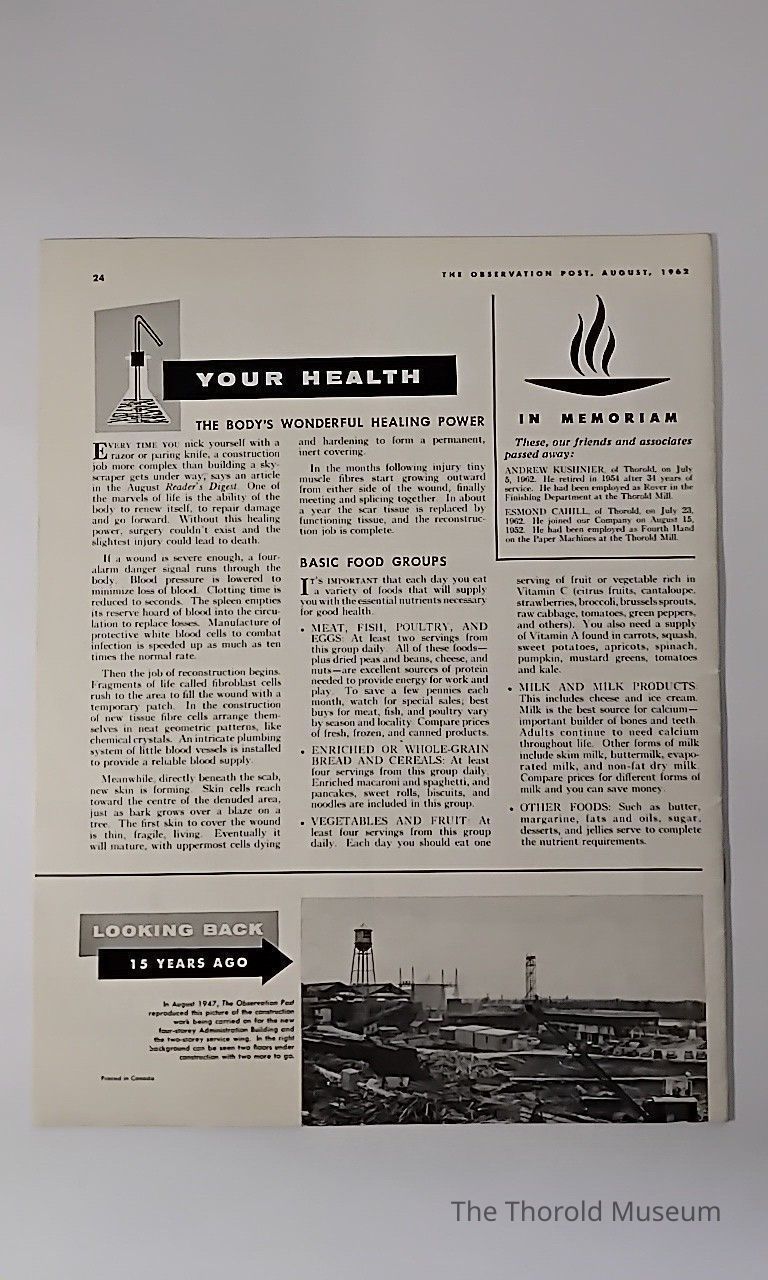 24
THE OBSERVATION POST, AUGUST, 1962
YOUR HEALTH
THE BODY'S WONDERFUL HEALING POWER
EVERY TIME YOU nick yourself with a
razor or paring knife, a construction
job more complex than building a sky-
scraper gets under way, says an article
in the August Reader's Digest. One of
the marvels of life is the ability of the
body to renew itself, to repair damage
and go forward. Without this healing
power, surgery couldn't exist and the
slightest injury could lead to death.
If a wound is severe enough, a four-
alarm danger signal runs through the
body. Blood pressure is lowered to
minimize loss of blood. Clotting time is
reduced to seconds. The spleen empties
its reserve hoard of blood into the circu-
lation to replace losses. Manufacture of
protective white blood cells to combat
infection is speeded up as much as ten
times the normal rate.
Then the job of reconstruction begins.
Fragments of life called fibroblast cells
rush to the area to fill the wound with a
temporary patch. In the construction
of new tissue fibre cells arrange them-
selves in neat geometric patterns, like
chemical crystals. An intricate plumbing
system of little blood vessels is installed
to provide a reliable blood supply.
Meanwhile, directly beneath the scab,
new skin is forming. Skin cells reach
toward the centre of the denuded area,
just as bark grows over a blaze on a
tree. The first skin to cover the wound
is thin, fragile, living. Eventually it
will mature, with uppermost cells dying
and hardening to form a permanent,
inert covering.
In the months following injury tiny
muscle fibres start growing outward
from either side of the wound, finally
meeting and splicing together. In about
a year the scar tissue is replaced by
functioning tissue, and the reconstruc-
tion job is complete.
BASIC FOOD GROUPS
IT'S IMPORTANT that each day you eat
a variety of foods that will supply
you with the essential nutrients necessary
for good health.
• MEAT, FISH, POULTRY, AND
EGGS: At least two servings from
this group daily. All of these foods—
plus dried peas and beans, cheese, and
nuts—are excellent sources of protein
needed to provide energy for work and
play. To save a few pennies each
month, watch for special sales; best
buys for meat, fish, and poultry vary
by season and locality. Compare prices
of fresh, frozen, and canned products.
• ENRICHED OR WHOLE-GRAIN
BREAD AND CEREALS: At least
four servings from this group daily.
Enriched macaroni and spaghetti, and
pancakes, sweet rolls, biscuits, and
noodles are included in this group.
• VEGETABLES AND FRUIT: At
least four servings from this group
daily. Each day you should eat one
serving of fruit or vegetable rich in
Vitamin C (citrus fruits, cantaloupe,
strawberries, broccoli, brussels sprouts,
raw cabbage, tomatoes, green peppers,
and others). You also need a supply
of Vitamin A found in carrots, squash,
sweet potatoes, apricots, spinach,
pumpkin, mustard greens, tomatoes
and kale.
• MILK AND MILK PRODUCTS:
This includes cheese and ice cream.
Milk is the best source for calcium—
important builder of bones and teeth.
Adults continue to need calcium
throughout life. Other forms of milk
include skim milk, buttermilk, evapo-
rated milk, and non-fat dry milk.
Compare prices for different forms of
milk and you can save money.
• OTHER FOODS: Such as butter,
margarine, fats and oils, sugar,
desserts, and jellies serve to complete
the nutrient requirements.
IN MEMORIAM
These, our friends and associates
passed away:
ANDREW KUSHNIER, of Thorold, on July
5, 1962. He retired in 1954 after 34 years of
service. He had been employed as Rover in the
Finishing Department at the Thorold Mill.
ESMOND CAHILL, of Thorold, on July 23,
1962. He joined our Company on August 15,
1952. He had been employed as Fourth Hand
on the Paper Machines at the Thorold Mill.
LOOKING BACK
15 YEARS AGO
In August 1947, The Observation Post
reproduced this picture of the construction
work being carried on for the new
four-storey Administration Building and
the two-storey service wing. In the right
background can be seen two floors under
construction with two more to go.
Printed in Canada
The Thorold Museum